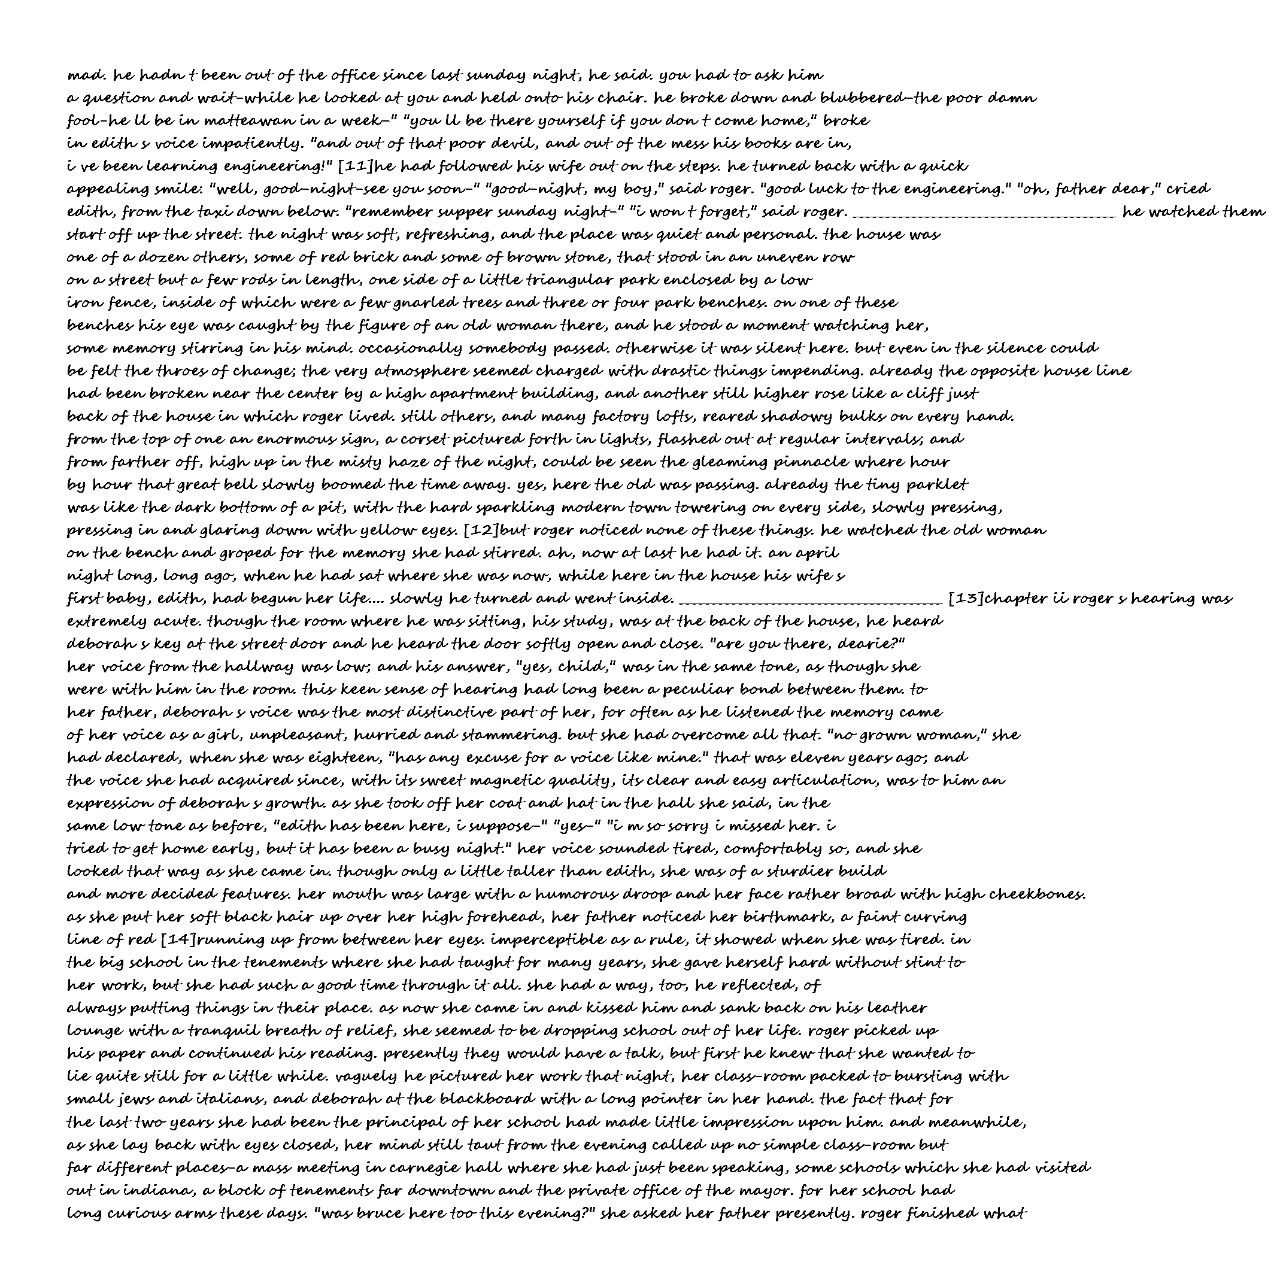 mad. he hadn t been out of the office since last sunday night, he said. you had to ask him
a question and wait-while he looked at you and held onto his chair. he broke down and blubbered-the poor damn
fool-he ll be in matteawan in a week-" "you ll be there yourself if you don t come home," broke
in edith s voice impatiently. "and out of that poor devil, and out of the mess his books are in,
i ve been learning engineering!" [11]he had followed his wife out on the steps. he turned back with a quick
appealing smile. "well, good-night-see you soon-" "good-night, my boy," said roger. "good luck to the engineering." "oh, father dear," cried
edith, from the taxi down below. "remember supper sunday night-" "i won t forget," said roger. ______________________________________ he watched them
start off up the street. the night was soft, refreshing, and the place was quiet and personal. the house was
one of a dozen others, some of red brick and some of brown stone, that stood in an uneven row
on a street but a few rods in length, one side of a little triangular park enclosed by a low
iron fence, inside of which were a few gnarled trees and three or four park benches. on one of these
benches his eye was caught by the figure of an old woman there, and he stood a moment watching her,
some memory stirring in his mind. occasionally somebody passed. otherwise it was silent here. but even in the silence could
be felt the throes of change; the very atmosphere seemed charged with drastic things impending. already the opposite house line
had been broken near the center by a high apartment building, and another still higher rose like a cliff just
back of the house in which roger lived. still others, and many factory lofts, reared shadowy bulks on every hand.
from the top of one an enormous sign, a corset pictured forth in lights, flashed out at regular intervals; and
from farther off, high up in the misty haze of the night, could be seen the gleaming pinnacle where hour
by hour that great bell slowly boomed the time away. yes, here the old was passing. already the tiny parklet
was like the dark bottom of a pit, with the hard sparkling modern town towering on every side, slowly pressing,
pressing in and glaring down with yellow eyes. [12]but roger noticed none of these things. he watched the old woman
on the bench and groped for the memory she had stirred. ah, now at last he had it. an april
night long, long ago, when he had sat where she was now, while here in the house his wife s
first baby, edith, had begun her life.... slowly he turned and went inside. ______________________________________ [13]chapter ii roger s hearing was
extremely acute. though the room where he was sitting, his study, was at the back of the house, he heard
deborah s key at the street door and he heard the door softly open and close. "are you there, dearie?"
her voice from the hallway was low; and his answer, "yes, child," was in the same tone, as though she
were with him in the room. this keen sense of hearing had long been a peculiar bond between them. to
her father, deborah s voice was the most distinctive part of her, for often as he listened the memory came
of her voice as a girl, unpleasant, hurried and stammering. but she had overcome all that. "no grown woman," she
had declared, when she was eighteen, "has any excuse for a voice like mine." that was eleven years ago; and
the voice she had acquired since, with its sweet magnetic quality, its clear and easy articulation, was to him an
expression of deborah s growth. as she took off her coat and hat in the hall she said, in the
same low tone as before, "edith has been here, i suppose-" "yes-" "i m so sorry i missed her. i
tried to get home early, but it has been a busy night." her voice sounded tired, comfortably so, and she
looked that way as she came in. though only a little taller than edith, she was of a sturdier build
and more decided features. her mouth was large with a humorous droop and her face rather broad with high cheekbones.
as she put her soft black hair up over her high forehead, her father noticed her birthmark, a faint curving
line of red [14]running up from between her eyes. imperceptible as a rule, it showed when she was tired. in
the big school in the tenements where she had taught for many years, she gave herself hard without stint to
her work, but she had such a good time through it all. she had a way, too, he reflected, of
always putting things in their place. as now she came in and kissed him and sank back on his leather
lounge with a tranquil breath of relief, she seemed to be dropping school out of her life. roger picked up
his paper and continued his reading. presently they would have a talk, but first he knew that she wanted to
lie quite still for a little while. vaguely he pictured her work that night, her class-room packed to bursting with
small jews and italians, and deborah at the blackboard with a long pointer in her hand. the fact that for
the last two years she had been the principal of her school had made little impression upon him. and meanwhile,
as she lay back with eyes closed, her mind still taut from the evening called up no simple class-room but
far different places-a mass meeting in carnegie hall where she had just been speaking, some schools which she had visited
out in indiana, a block of tenements far downtown and the private office of the mayor. for her school had
long curious arms these days. "was bruce here too this evening?" she asked her father presently. roger finished what